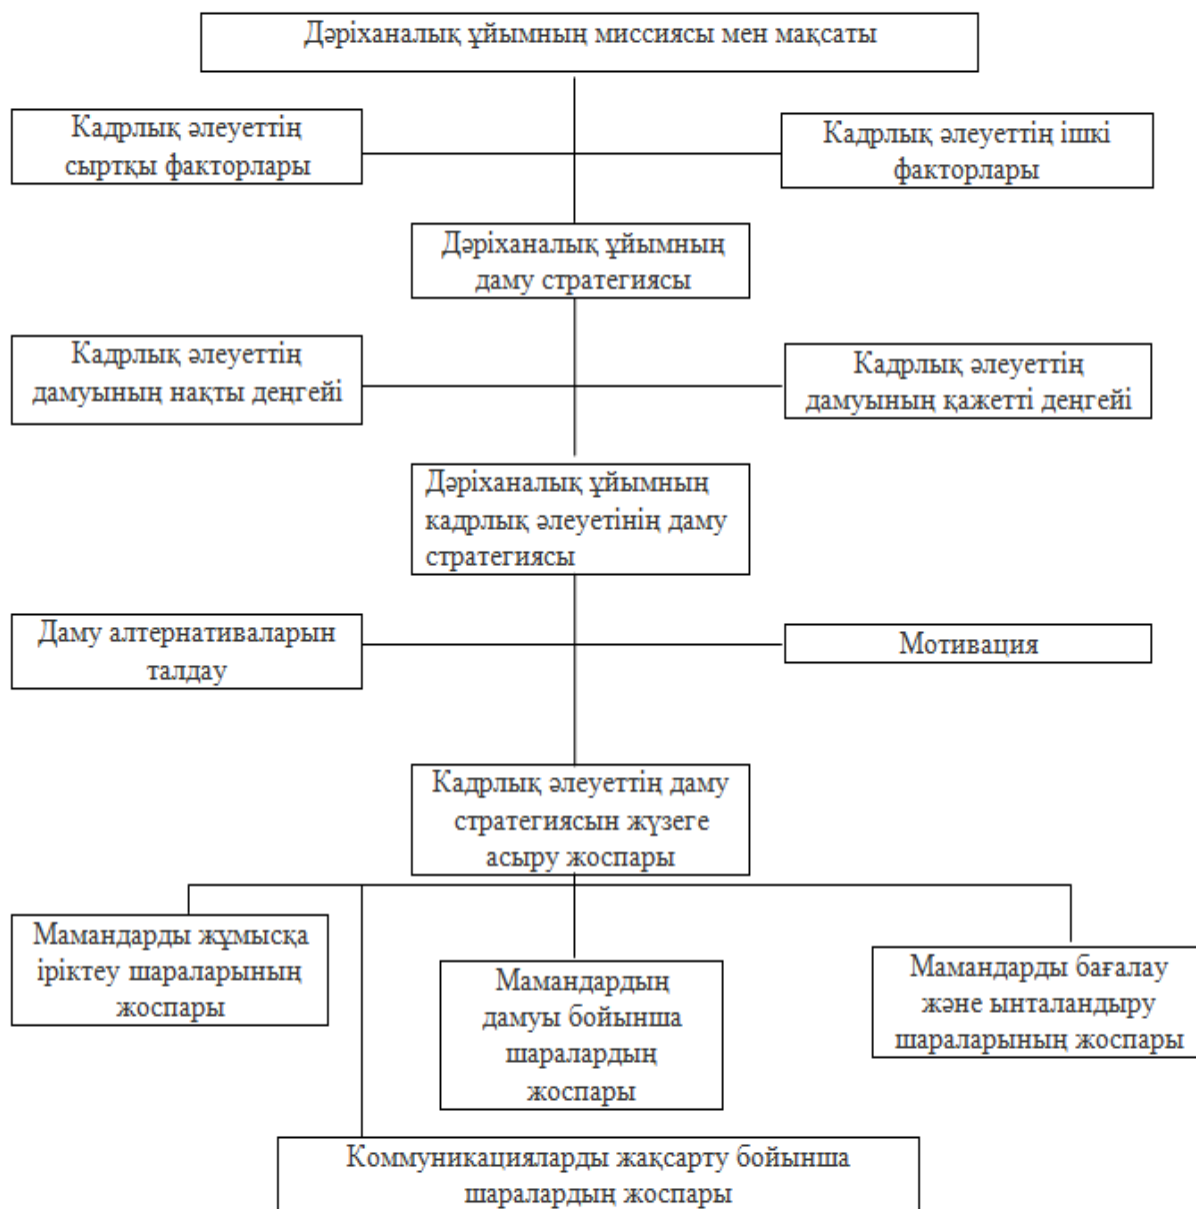 Дәріханалық ұйымның миссиясы мен мақсаты
Кадрлық әлеуеттің
сыртқы факторлары
Кадрлық әлеуеттің ішкі
факторлары
Дәріханалық ұйымның
даму стратегиясы
Кадрлық әлеуеттің
дамуының нақты деңгейі
Кадрлық әлеуеттің
дамуының қажетті деңгейі
Дәріханалық ұйымның
кадрлық әлеуетінің даму
стратегиясы
Даму алтернативаларын
талдау
Мотивация
Кадрлық әлеуеттің даму
стратегиясын жүзеге
асыру жоспары
Мамандарды жұмысқа
іріктеу шараларының
жоспары
Мамандардың
дамуы бойынша
шаралардың
жоспары
Мамандарды бағалау
және ынталандыру
шараларының жоспары
Коммуникацияларды жақсарту бойынша
шаралардың жоспары